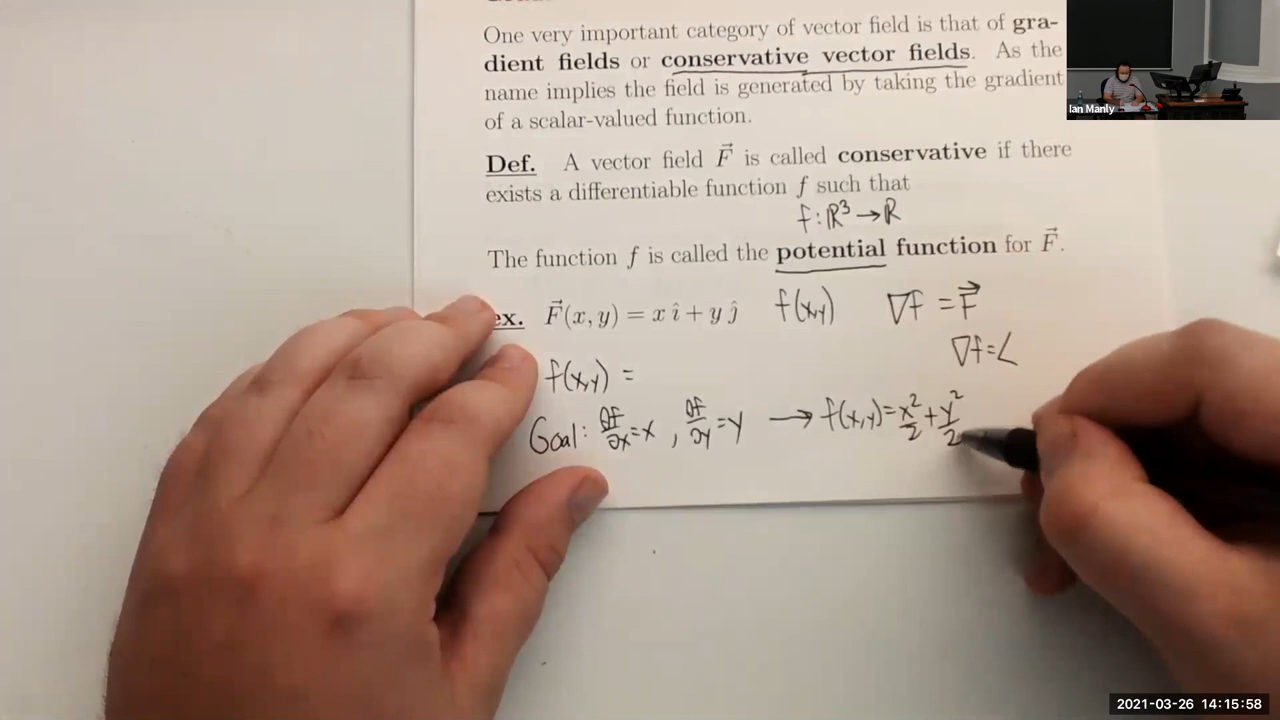 One very important category of vector field is that of gra-
dient fields or conservative vector fields. As the
name implies the field is generated by taking the gradient
of a scalar-valued function.
Def. A vector field F⃗ is called conservative if there
exists a differentiable function f such that
f : ℝ³ → ℝ
The function f is called the potential function for F⃗.
ex. F⃗(x, y) = x î + y ĵ f(x,y) ∇f = F⃗
∇f = <
f(x,y) =
Goal: ∂f/∂x = x , ∂f/∂y = y → f(x,y) = x²/2 + y²/2
Ian Manly
2021-03-26 14:15:58